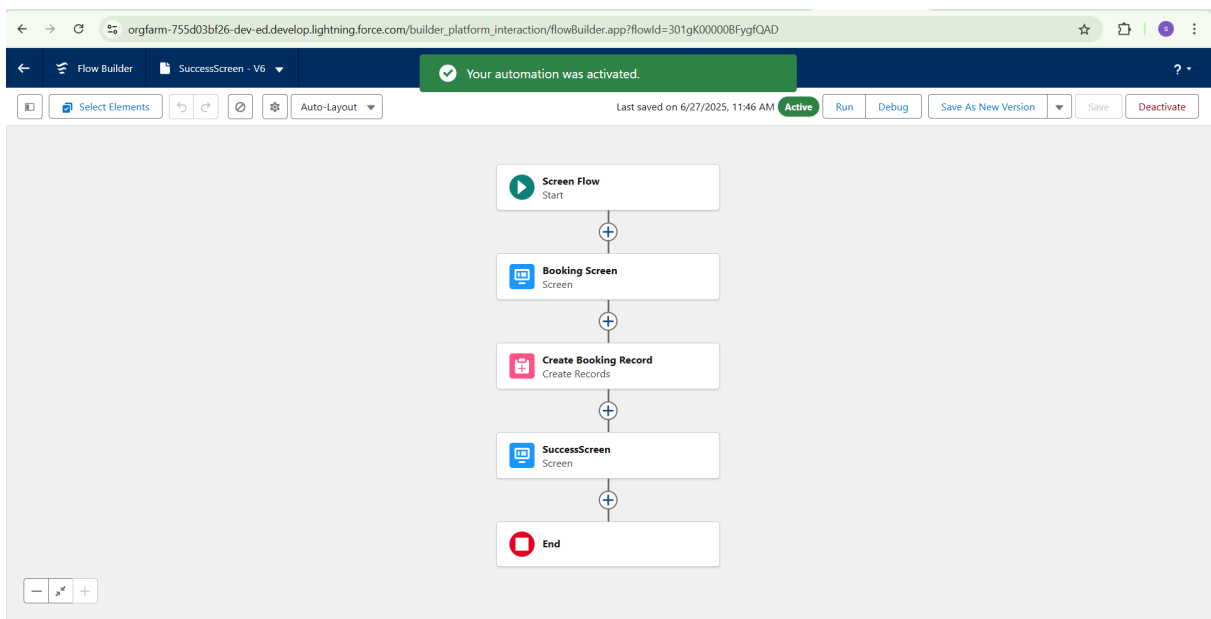 orgfarm-755d03bf26-dev-ed.develop.lightning.force.com/builder_platform_interaction/flowBuilder.app?flowId=301gK00000BFygfQAD
S
Flow Builder
SuccessScreen - V6
Your automation was activated.
?
Select Elements
Auto-Layout
Last saved on 6/27/2025, 11:46 AM
Active
Run
Debug
Save As New Version
Save
Deactivate
Screen Flow
Start
Booking Screen
Screen
Create Booking Record
Create Records
SuccessScreen
Screen
End